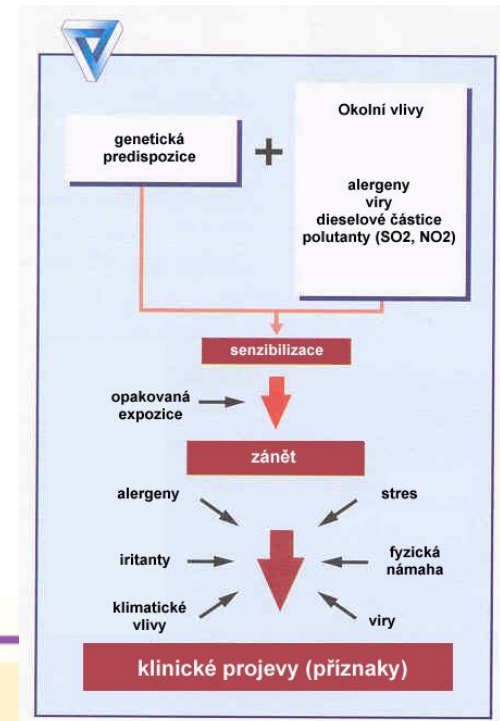 genetická
predispozice
+
Okolní vlivy
alergeny
viry
dieselové částice
polutanty (SO2, NO2)
senzibilizace
opakovaná
expozice
zánět
alergeny
stres
iritanty
fyzická
námaha
klimatické
vlivy
viry
klinické projevy (příznaky)